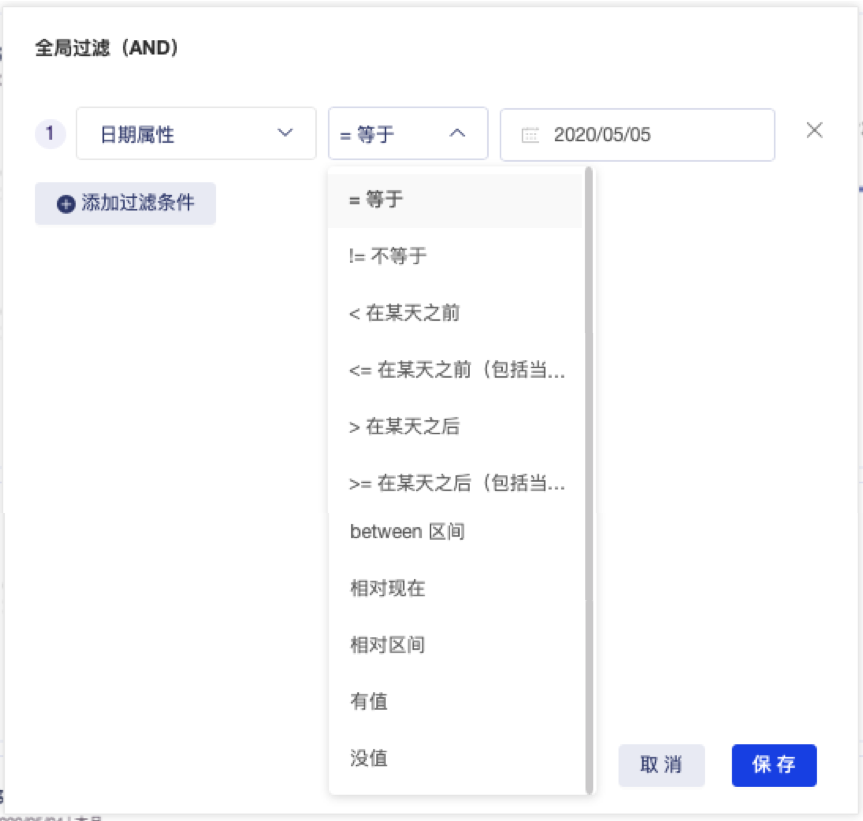 全局过滤（AND）
1 日期属性 = 等于 2020/05/05
添加过滤条件
= 等于
!= 不等于
< 在某天之前
<= 在某天之前（包括当...
> 在某天之后
>= 在某天之后（包括当...
between 区间
相对现在
相对区间
有值
没值
取消 保存